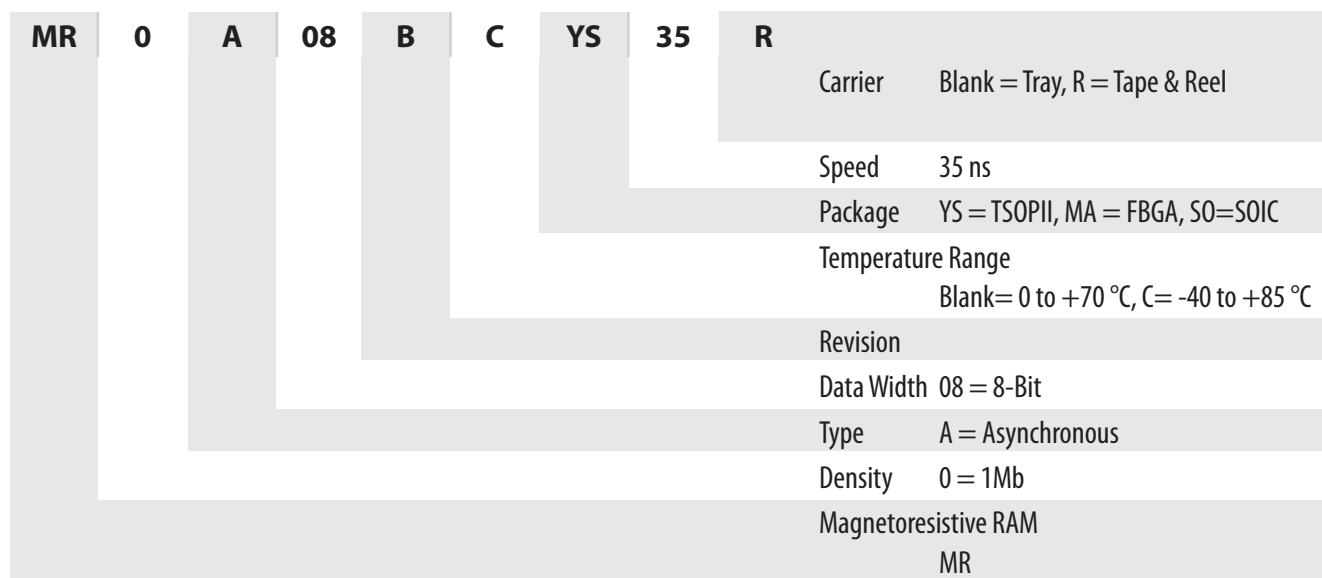 MR 0 A 08 B C YS 35 R
Carrier Blank = Tray, R = Tape & Reel
Speed 35 ns
Package YS = TSOPII, MA = FBGA, SO=SOIC
Temperature Range
Blank= 0 to +70 °C, C= -40 to +85 °C
Revision
Data Width 08 = 8-Bit
Type A = Asynchronous
Density 0 = 1Mb
Magnetoresistive RAM
MR